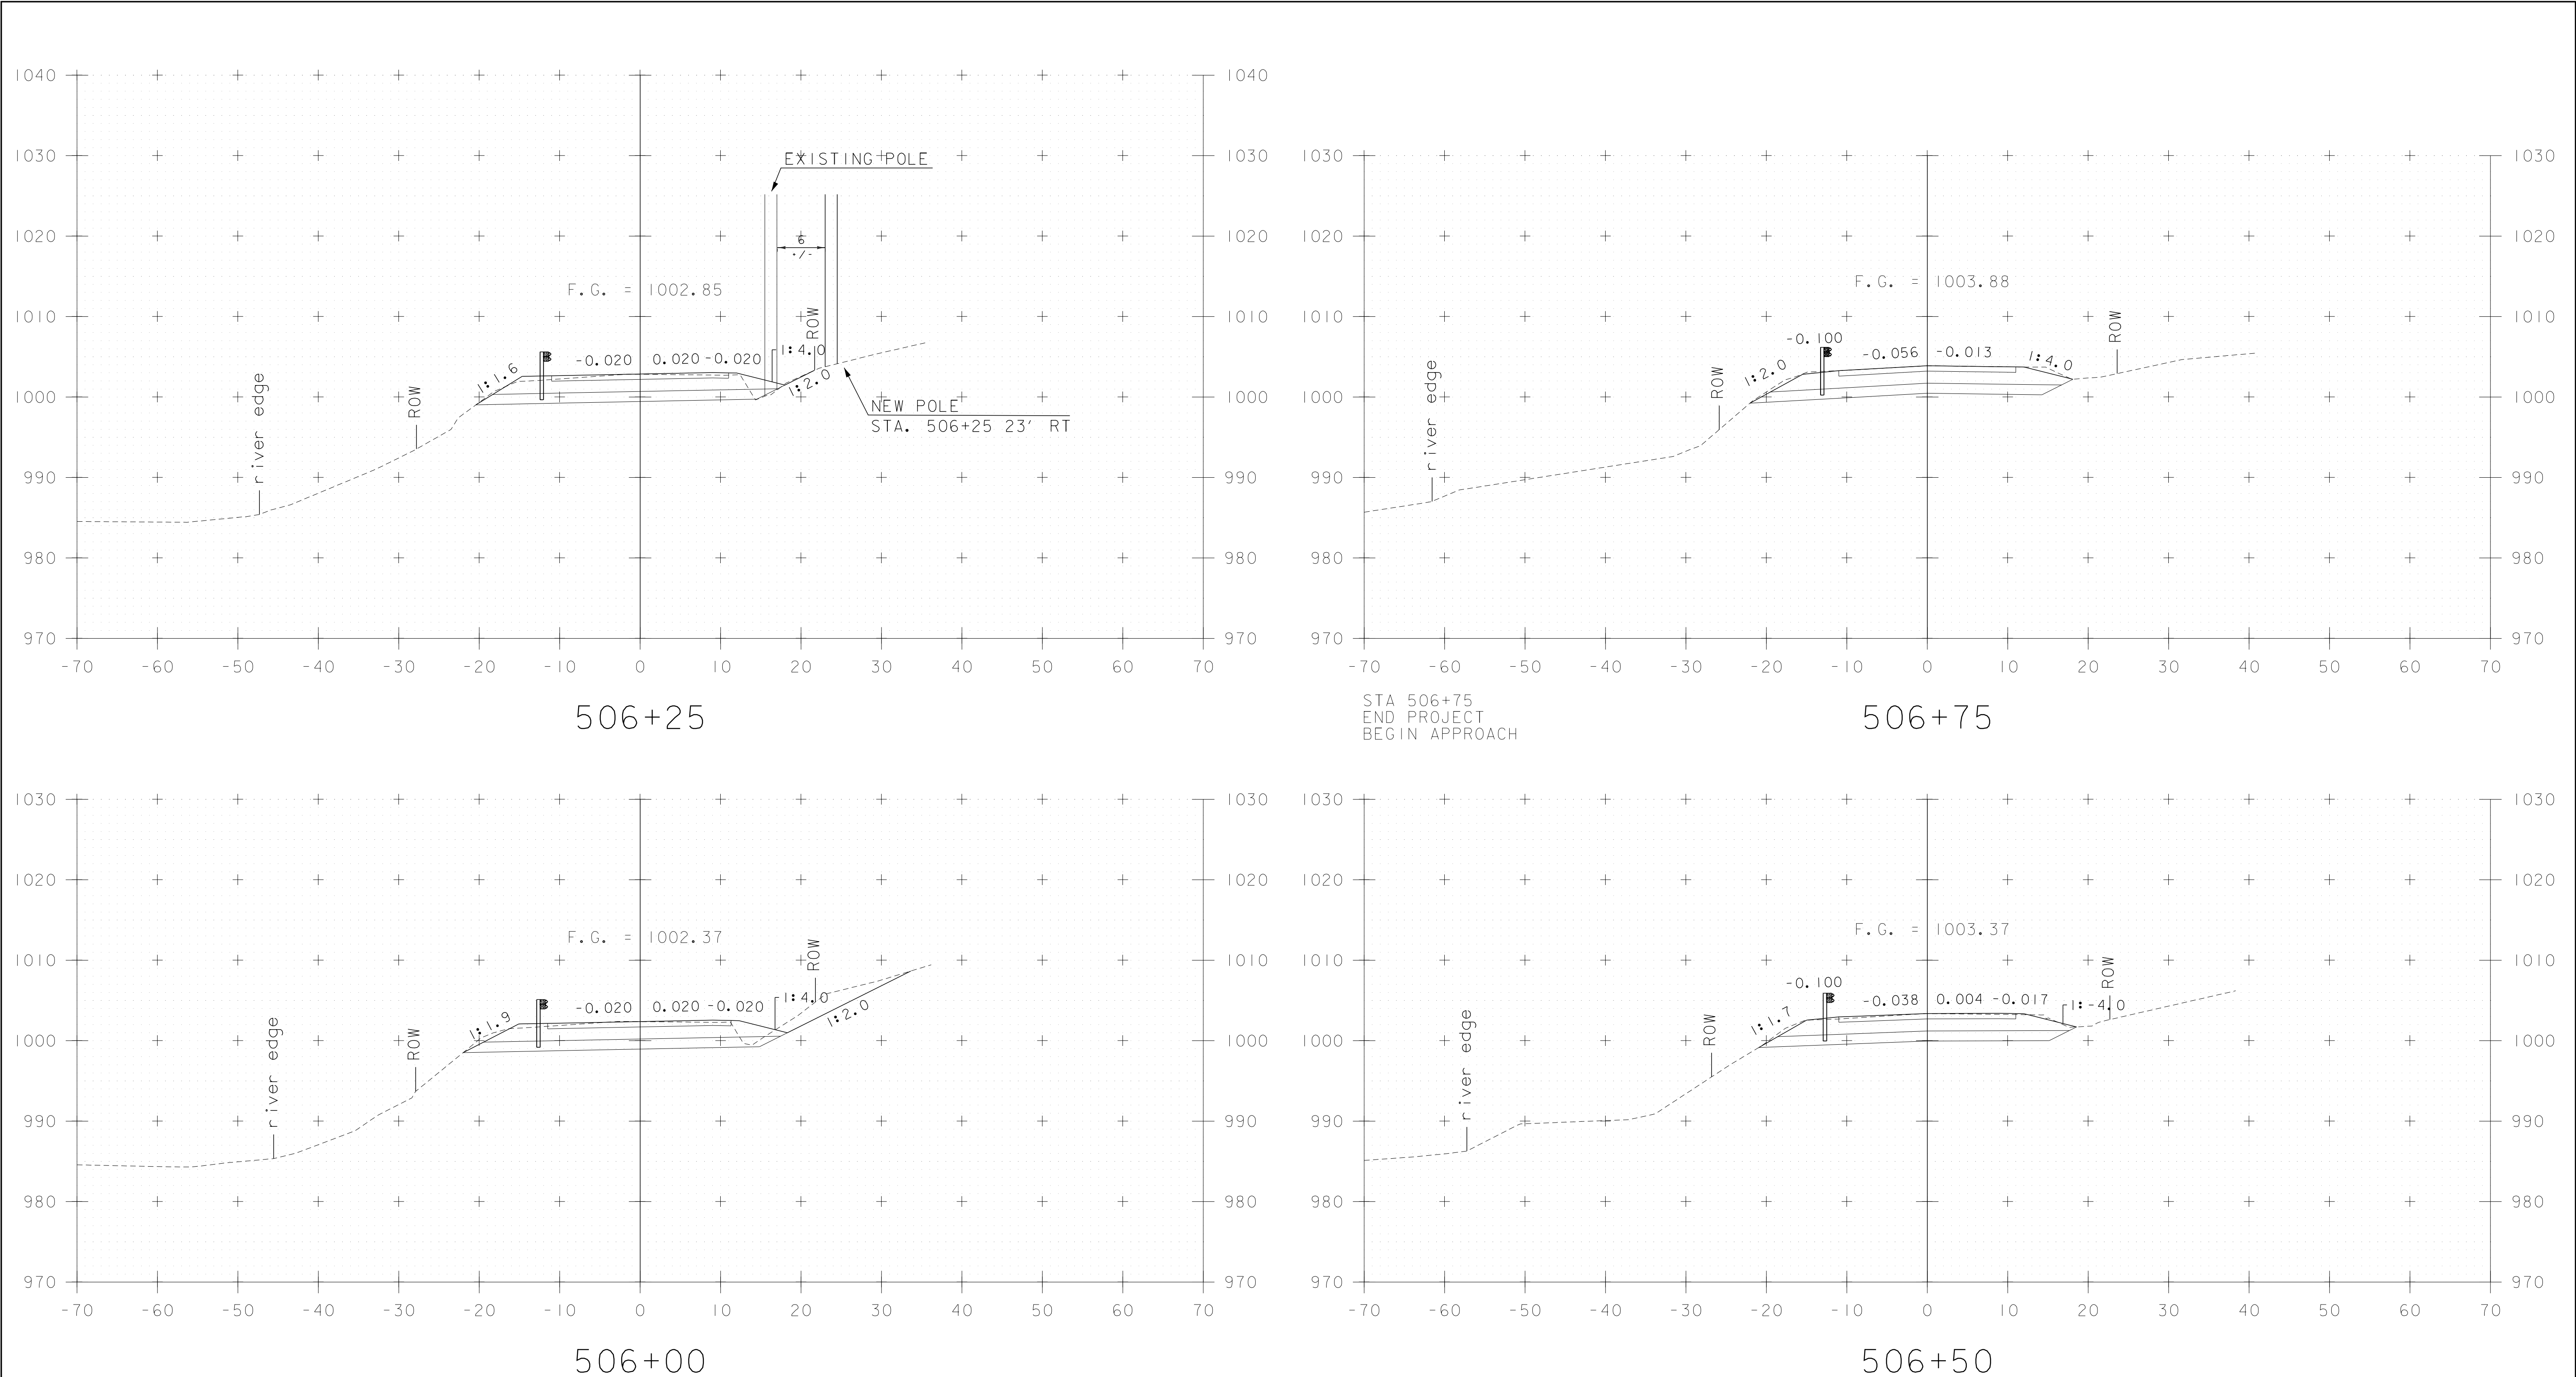 1040 1040
1030 1030
EXISTING POLE
1020 1020
6
+/-
F.G. = 1002.85
1010 1010
ROW
1:1.6 -0.020 0.020 -0.020 1:4.0
1:2.0
1000 1000
river edge
ROW
NEW POLE
STA. 506+25 23' RT
990 990
980 980
970 970
-70 -60 -50 -40 -30 -20 -10 0 10 20 30 40 50 60 70
506+25
1030 1030
1020 1020
F.G. = 1003.88
1010 1010
ROW
-0.100
1:2.0 -0.056 -0.013 1:4.0
1000 1000
river edge
ROW
990 990
980 980
970 970
-70 -60 -50 -40 -30 -20 -10 0 10 20 30 40 50 60 70
STA 506+75
END PROJECT
BEGIN APPROACH
506+75
1030 1030
1020 1020
F.G. = 1002.37
1010 1010
ROW
1:1.9 -0.020 0.020 -0.020 1:4.0
1:2.0
1000 1000
river edge
ROW
990 990
980 980
970 970
-70 -60 -50 -40 -30 -20 -10 0 10 20 30 40 50 60 70
506+00
1030 1030
1020 1020
F.G. = 1003.37
1010 1010
ROW
-0.100
1:1.7 -0.038 0.004 -0.017 1:-4.0
1000 1000
river edge
ROW
990 990
980 980
970 970
-70 -60 -50 -40 -30 -20 -10 0 10 20 30 40 50 60 70
506+50